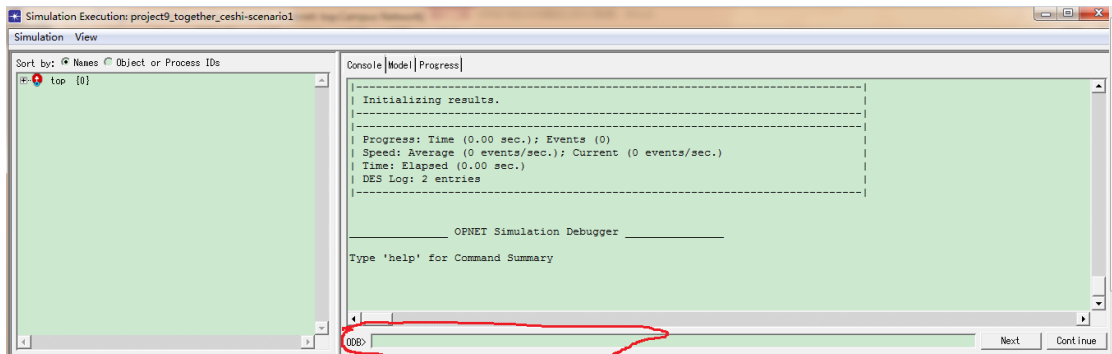 Simulation Execution: project9_together_ceshi-scenario1
Simulation View
Sort by: Names Object or Process IDs
top {0}
Console Model Progress
|-----------------------------------------------------------------------------|
| Initializing results. |
|-----------------------------------------------------------------------------|
|-----------------------------------------------------------------------------|
| Progress: Time (0.00 sec.); Events (0) |
| Speed: Average (0 events/sec.); Current (0 events/sec.) |
| Time: Elapsed (0.00 sec.) |
| DES Log: 2 entries |
|-----------------------------------------------------------------------------|
_______________ OPNET Simulation Debugger _______________
Type 'help' for Command Summary
ODB>
Next Continue